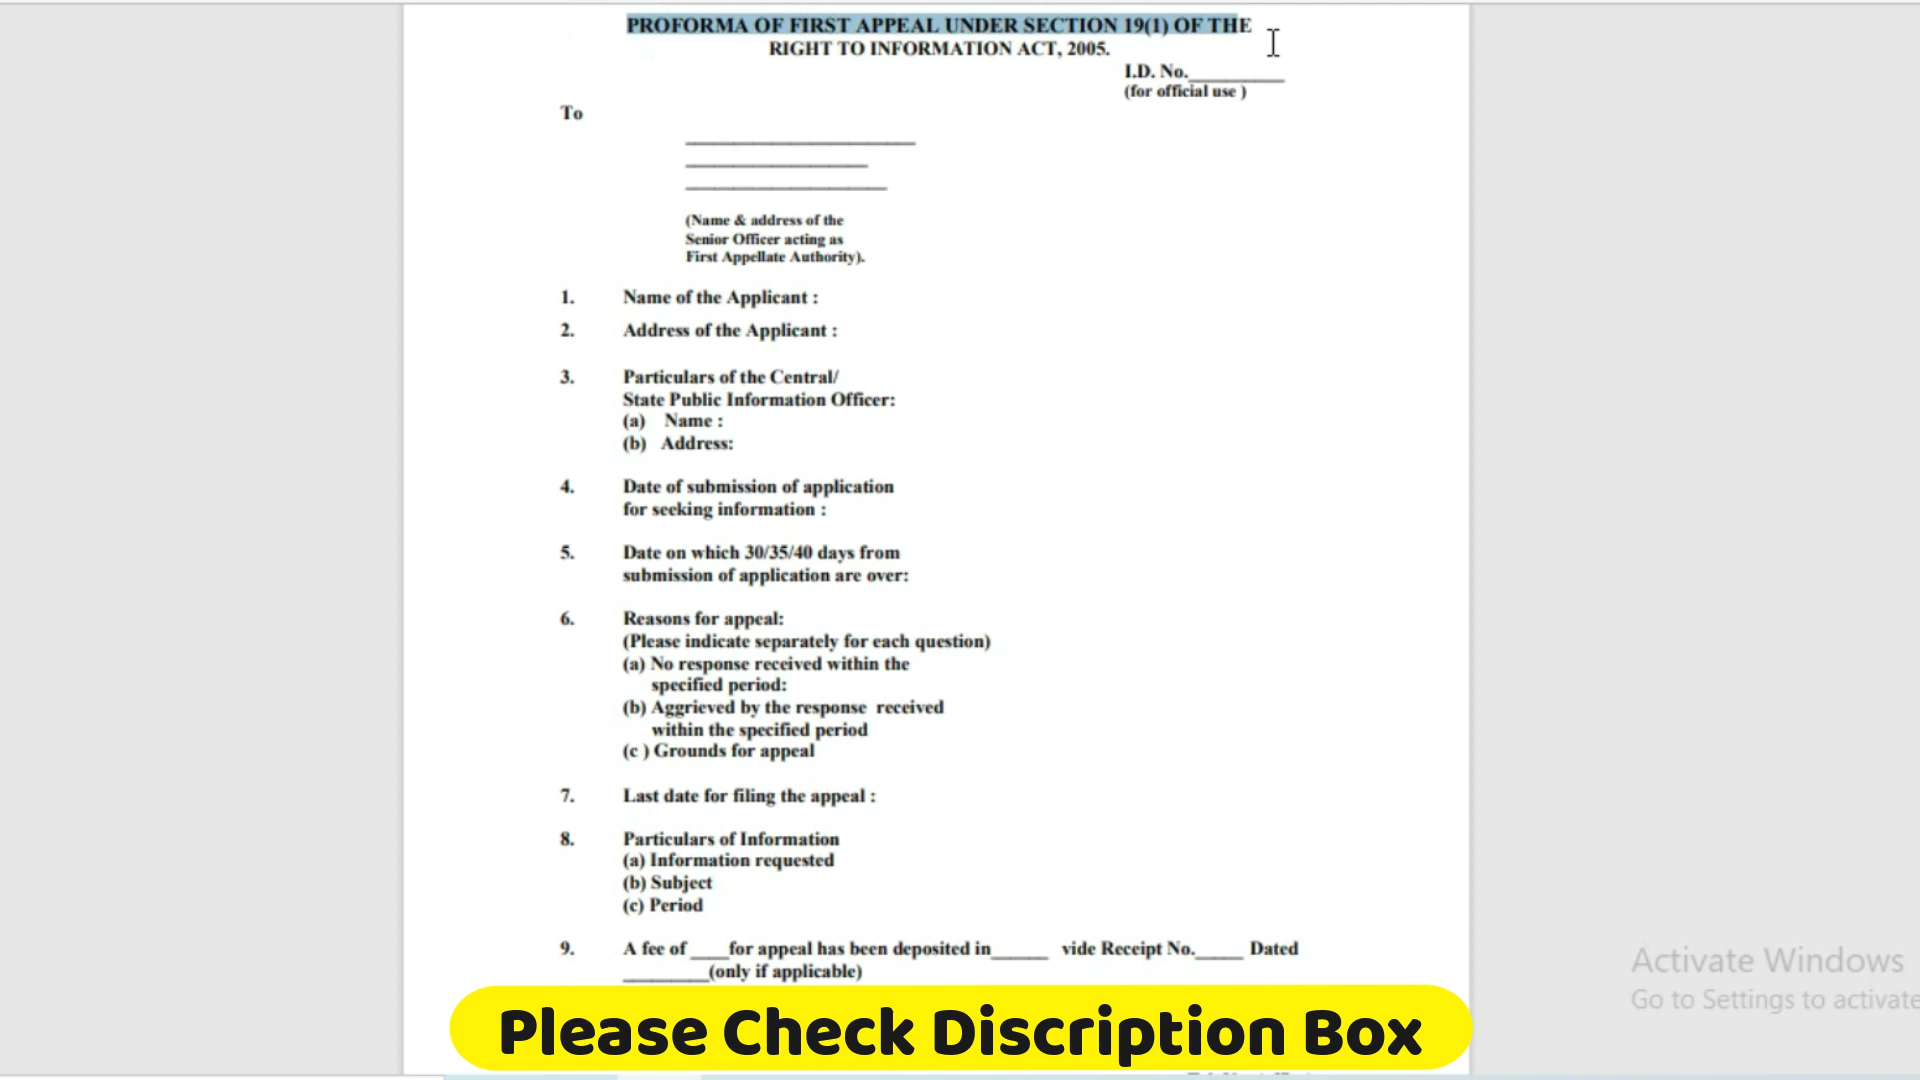 PROFORMA OF FIRST APPEAL UNDER SECTION 19(1) OF THE
RIGHT TO INFORMATION ACT, 2005.
I.D. No.__________
(for official use )
To
(Name & address of the
Senior Officer acting as
First Appellate Authority).
1. Name of the Applicant :
2. Address of the Applicant :
3. Particulars of the Central/
State Public Information Officer:
(a) Name :
(b) Address:
4. Date of submission of application
for seeking information :
5. Date on which 30/35/40 days from
submission of application are over:
6. Reasons for appeal:
(Please indicate separately for each question)
(a) No response received within the
specified period:
(b) Aggrieved by the response received
within the specified period
(c ) Grounds for appeal
7. Last date for filing the appeal :
8. Particulars of Information
(a) Information requested
(b) Subject
(c) Period
9. A fee of ____for appeal has been deposited in______ vide Receipt No._____ Dated
_________(only if applicable)
Please Check Discription Box
Activate Windows
Go to Settings to activate